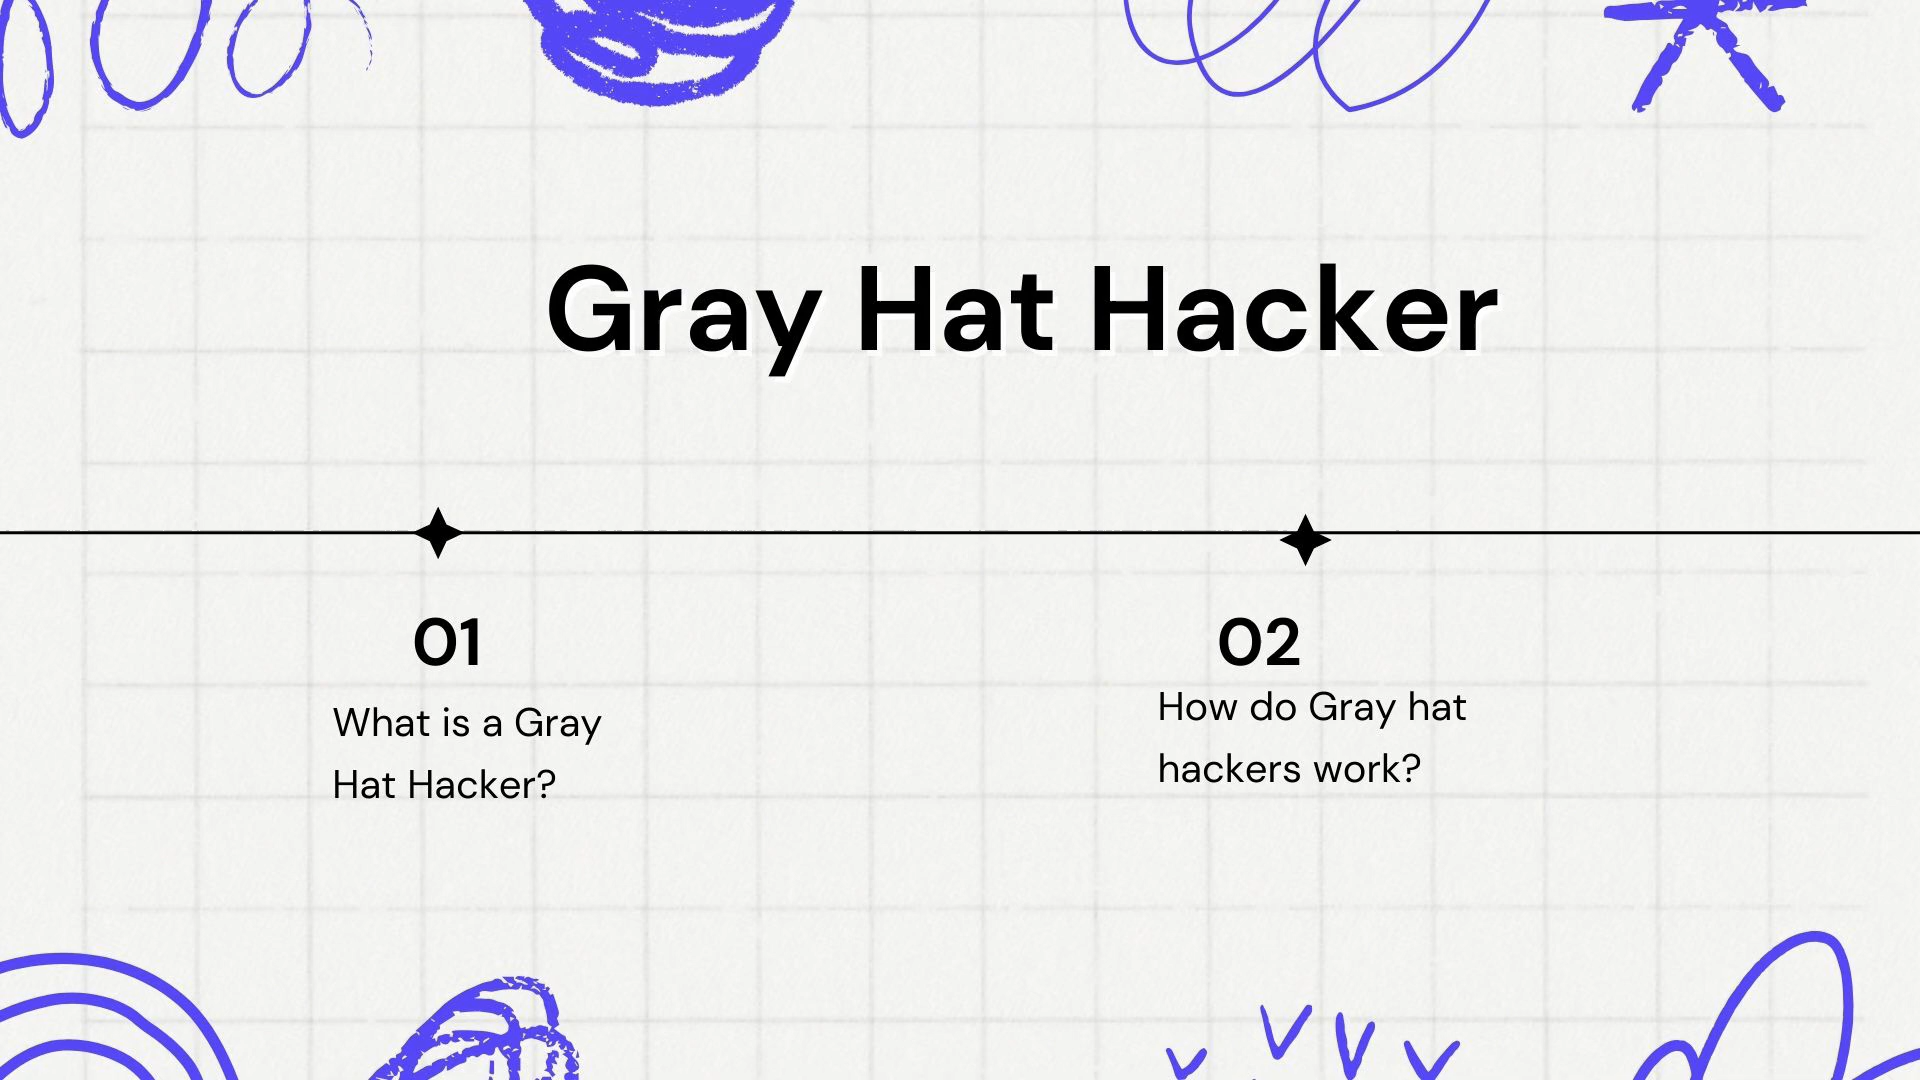 Gray Hat Hacker
01
What is a Gray
Hat Hacker?
02
How do Gray hat
hackers work?